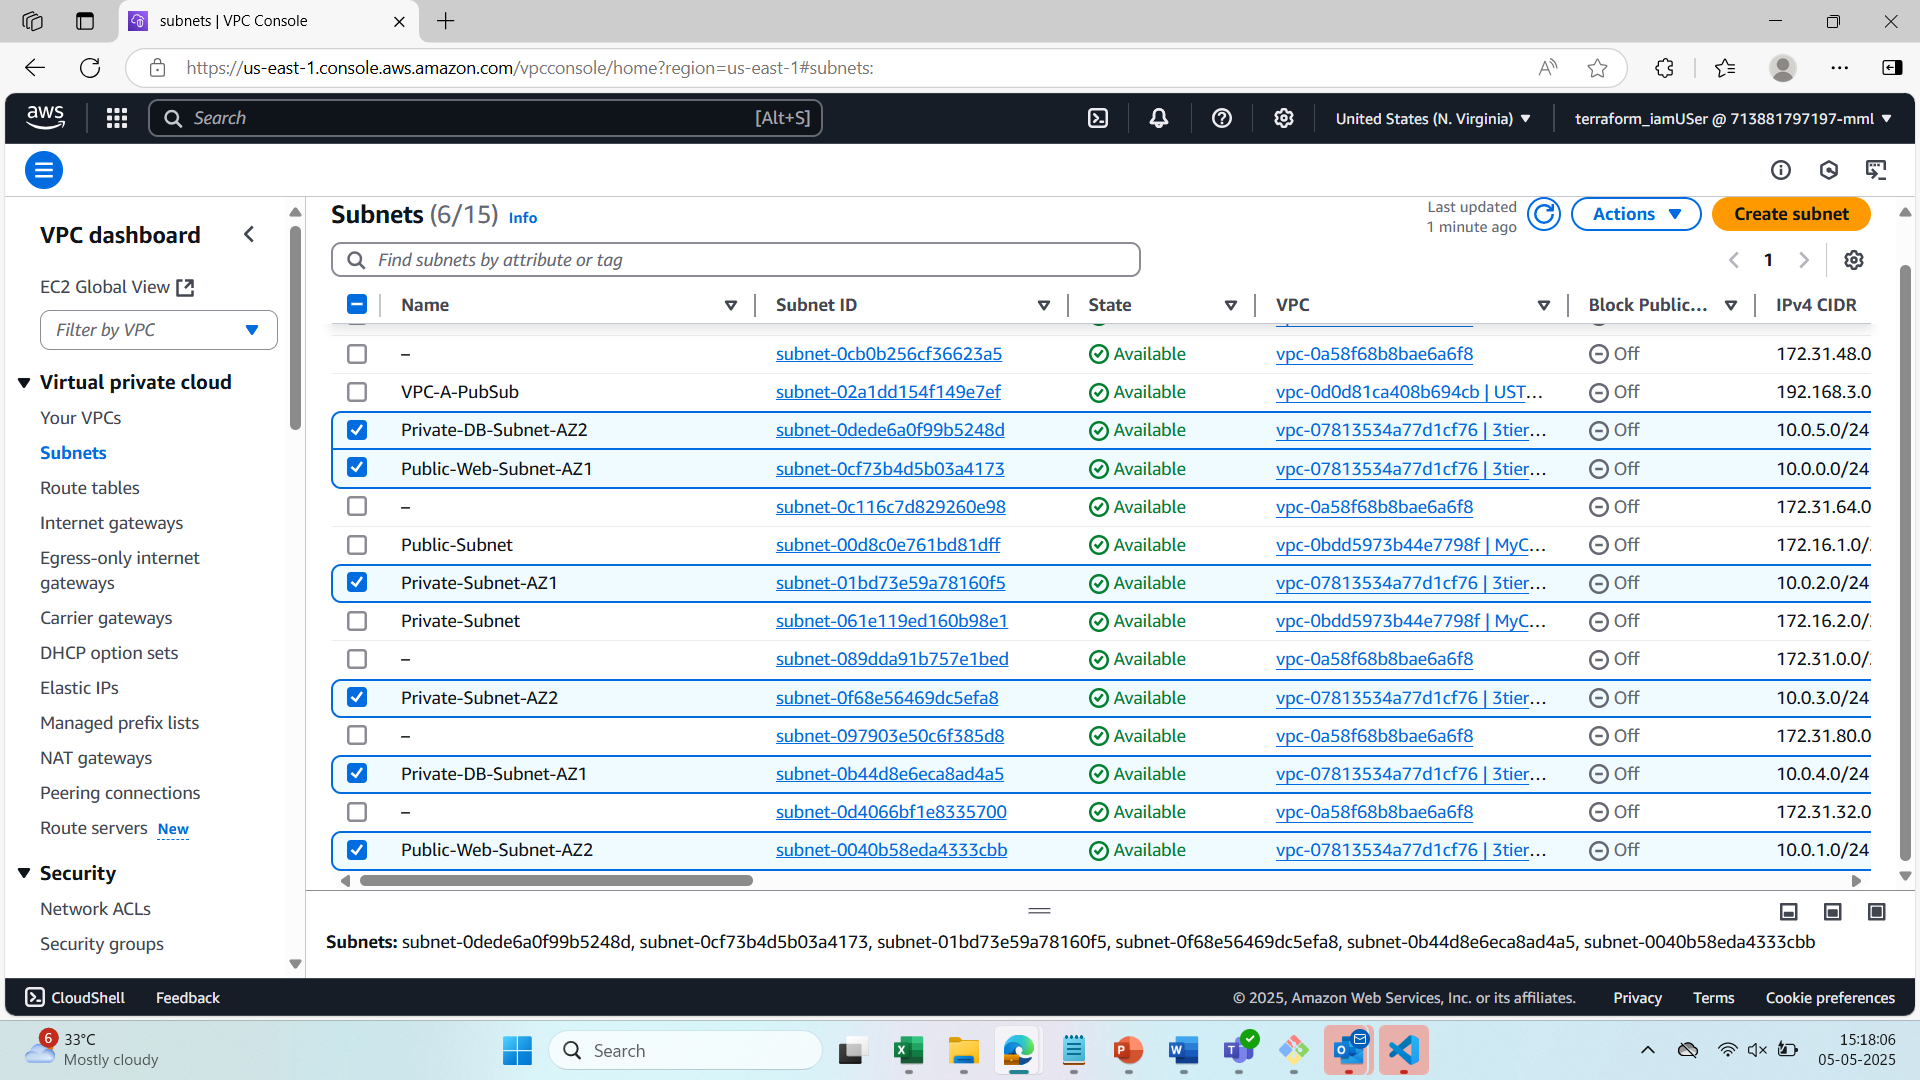 subnets | VPC Console
https://us-east-1.console.aws.amazon.com/vpcconsole/home?region=us-east-1#subnets:
aws
Search [Alt+S]
United States (N. Virginia)
terraform_iamUSer @ 713881797197-mml
VPC dashboard
EC2 Global View
Filter by VPC
Virtual private cloud
Your VPCs
Subnets
Route tables
Internet gateways
Egress-only internet
gateways
Carrier gateways
DHCP option sets
Elastic IPs
Managed prefix lists
NAT gateways
Peering connections
Route servers New
Security
Network ACLs
Security groups
Subnets (6/15) Info
Last updated
1 minute ago
Actions
Create subnet
Find subnets by attribute or tag
1
Name Subnet ID State VPC Block Public... IPv4 CIDR
– subnet-0cb0b256cf36623a5 Available vpc-0a58f68b8bae6a6f8 Off 172.31.48.0
VPC-A-PubSub subnet-02a1dd154f149e7ef Available vpc-0d0d81ca408b694cb | UST... Off 192.168.3.0
Private-DB-Subnet-AZ2 subnet-0dede6a0f99b5248d Available vpc-07813534a77d1cf76 | 3tier... Off 10.0.5.0/24
Public-Web-Subnet-AZ1 subnet-0cf73b4d5b03a4173 Available vpc-07813534a77d1cf76 | 3tier... Off 10.0.0.0/24
– subnet-0c116c7d829260e98 Available vpc-0a58f68b8bae6a6f8 Off 172.31.64.0
Public-Subnet subnet-00d8c0e761bd81dff Available vpc-0bdd5973b44e7798f | MyC... Off 172.16.1.0/
Private-Subnet-AZ1 subnet-01bd73e59a78160f5 Available vpc-07813534a77d1cf76 | 3tier... Off 10.0.2.0/24
Private-Subnet subnet-061e119ed160b98e1 Available vpc-0bdd5973b44e7798f | MyC... Off 172.16.2.0/
– subnet-089dda91b757e1bed Available vpc-0a58f68b8bae6a6f8 Off 172.31.0.0/
Private-Subnet-AZ2 subnet-0f68e56469dc5efa8 Available vpc-07813534a77d1cf76 | 3tier... Off 10.0.3.0/24
– subnet-097903e50c6f385d8 Available vpc-0a58f68b8bae6a6f8 Off 172.31.80.0
Private-DB-Subnet-AZ1 subnet-0b44d8e6eca8ad4a5 Available vpc-07813534a77d1cf76 | 3tier... Off 10.0.4.0/24
– subnet-0d4066bf1e8335700 Available vpc-0a58f68b8bae6a6f8 Off 172.31.32.0
Public-Web-Subnet-AZ2 subnet-0040b58eda4333cbb Available vpc-07813534a77d1cf76 | 3tier... Off 10.0.1.0/24
Subnets: subnet-0dede6a0f99b5248d, subnet-0cf73b4d5b03a4173, subnet-01bd73e59a78160f5, subnet-0f68e56469dc5efa8, subnet-0b44d8e6eca8ad4a5, subnet-0040b58eda4333cbb
CloudShell Feedback © 2025, Amazon Web Services, Inc. or its affiliates. Privacy Terms Cookie preferences
6
33°C
Mostly cloudy
Search
15:18:06
05-05-2025